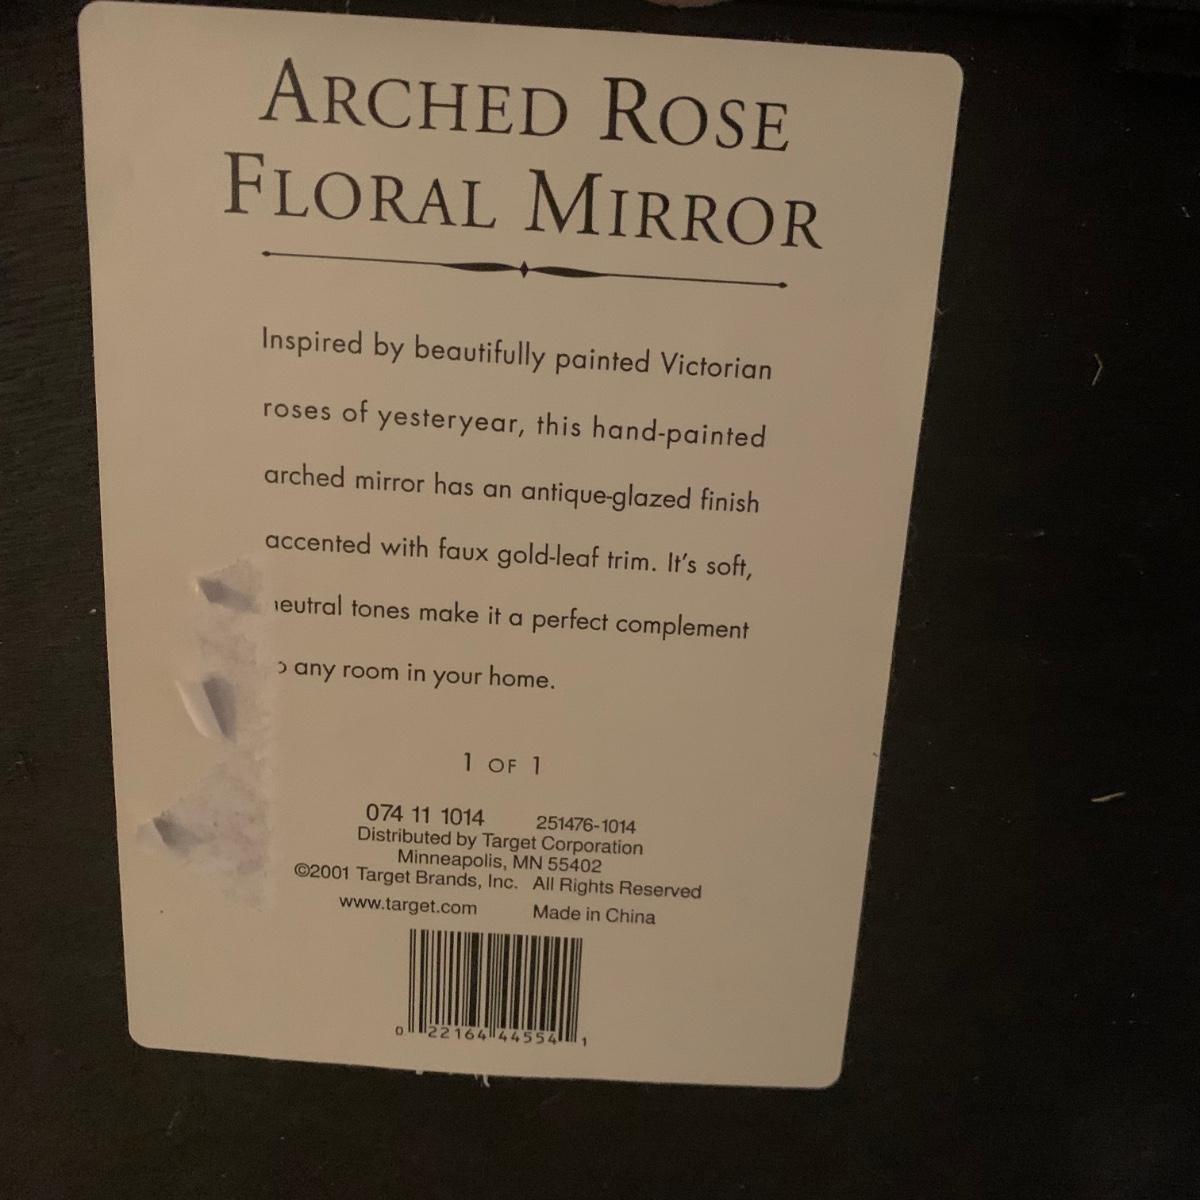 ARCHED ROSE
FLORAL MIRROR
Inspired by beautifully painted Victorian
roses of yesteryear, this hand-painted
arched mirror has an antique-glazed finish
accented with faux gold-leaf trim. It's soft,
neutral tones make it a perfect complement
any room in your home.
1 OF 1
074 11 1014 251476-1014
Distributed by Target Corporation
Minneapolis, MN 55402
©2001 Target Brands, Inc. All Rights Reserved
www.target.com Made in China
0 22164 44554 1